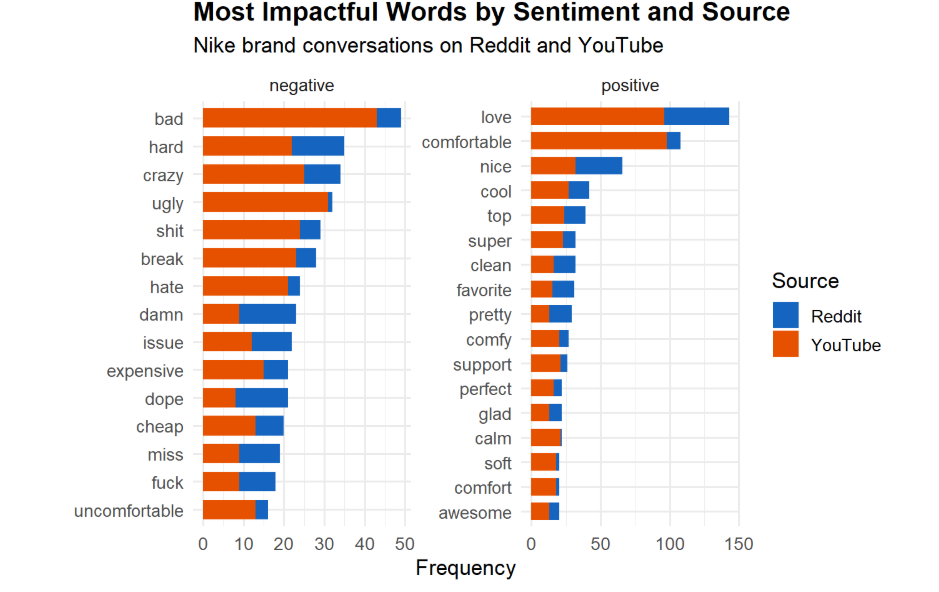 Most Impactful Words by Sentiment and Source
Nike brand conversations on Reddit and YouTube
negative
bad
hard
crazy
ugly
shit
break
hate
damn
issue
expensive
dope
cheap
miss
fuck
uncomfortable
0 10 20 30 40 50
positive
love
comfortable
nice
cool
top
super
clean
favorite
pretty
comfy
support
perfect
glad
calm
soft
comfort
awesome
0 50 100 150
Frequency
Source
Reddit
YouTube